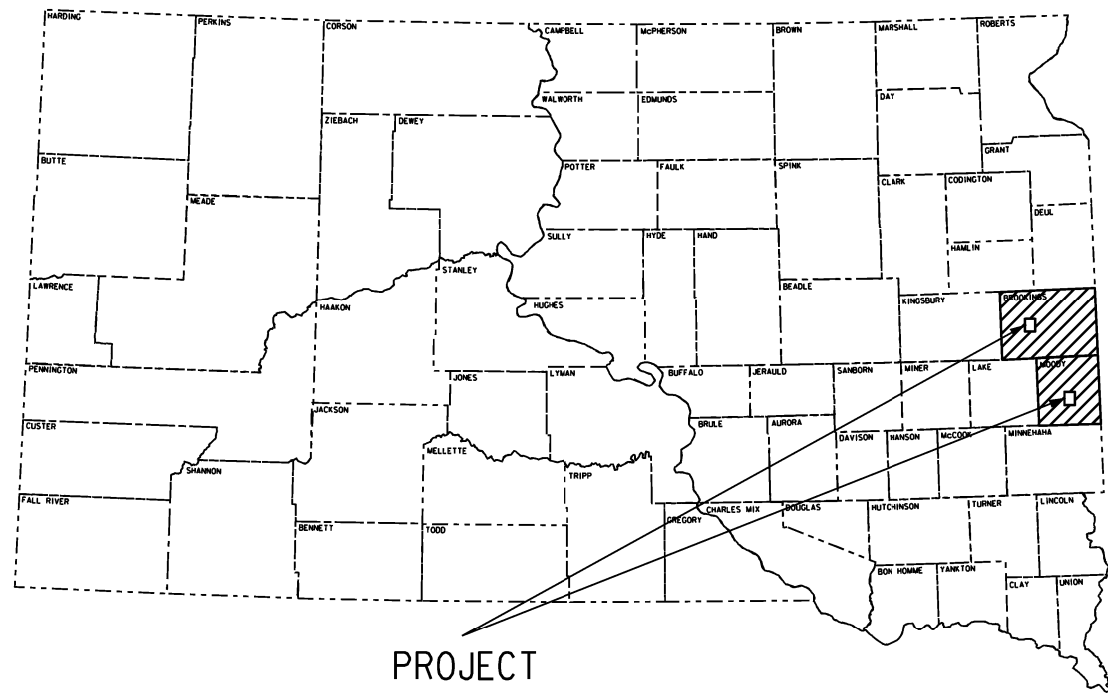 HARDING
PERKINS
CORSON
CAMPBELL
McPHERSON
BROWN
MARSHALL
ROBERTS
WALWORTH
EDMUNDS
DAY
ZIEBACH
DEWEY
GRANT
BUTTE
POTTER
FAULK
SPINK
CLARK
CODINGTON
MEADE
DEUL
SULLY
HYDE
HAND
HAMLIN
STANLEY
LAWRENCE
HAAKON
HUGHES
BEADLE
KINGSBURY
BROOKINGS
PENNINGTON
JONES
LYMAN
BUFFALO
JERAULD
SANBORN
MINER
LAKE
MOODY
CUSTER
JACKSON
BRULE
AURORA
DAVISON
HANSON
McCOOK
MINNEHAHA
SHANNON
MELLETTE
TRIPP
FALL RIVER
BENNETT
TODD
GREGORY
CHARLES MIX
DOUGLAS
HUTCHINSON
TURNER
LINCOLN
BON HOMME
YANKTON
CLAY
UNION
PROJECT